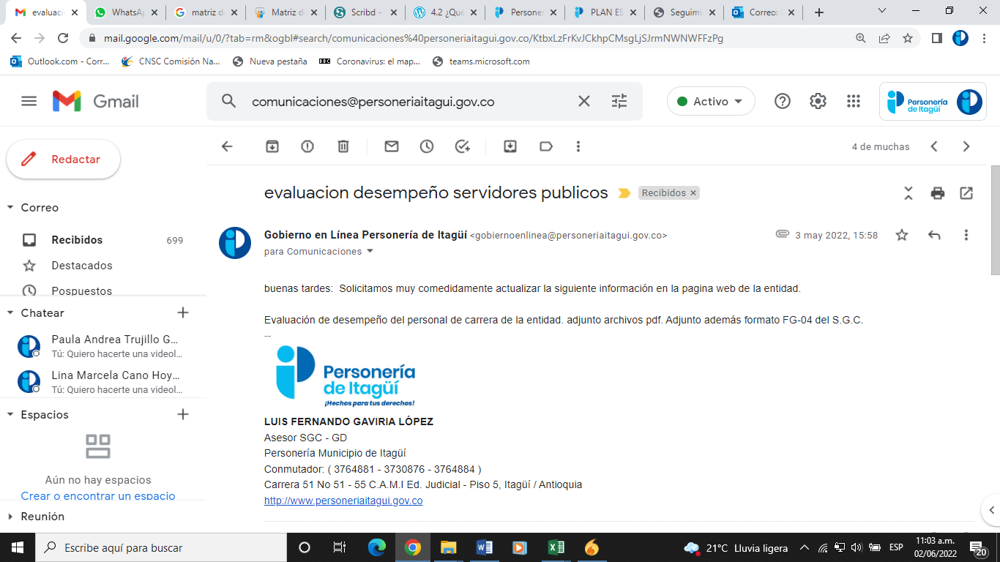 evaluaci
WhatsAp
matriz d
Matriz d
Scribd -
4.2 ¿Qué
Persone
PLAN ES
Seguimi
Correo:
mail.google.com/mail/u/0/?tab=rm&ogbl#search/comunicaciones%40personeriaitagui.gov.co/KtbxLzFrKvJCkhpCMsgLjSJrmNWNWFFzPg
Outlook.com - Corr...
CNSC Comisión Na...
Nueva pestaña
BBC Coronavirus: el map...
teams.microsoft.com
Gmail
comunicaciones@personeriaitagui.gov.co
Activo
Personería
de Itagüí
Redactar
4 de muchas
evaluacion desempeño servidores publicos
Recibidos
Correo
Recibidos 699
Destacados
Pospuestos
Gobierno en Línea Personería de Itagüí <gobiernoenlinea@personeriaitagui.gov.co>
3 may 2022, 15:58
para Comunicaciones
buenas tardes:  Solicitamos muy comedidamente actualizar la siguiente información en la pagina web de la entidad.
Evaluación de desempeño del personal de carrera de la entidad. adjunto archivos pdf. Adjunto además formato FG-04 del S.G.C.
--
Personería
de Itagüí
¡Hechos para tus derechos!
LUIS FERNANDO GAVIRIA LÓPEZ
Asesor SGC - GD
Personería Municipio de Itagüí
Conmutador: ( 3764881 - 3730876 - 3764884 )
Carrera 51 No 51 - 55 C.A.M.I Ed. Judicial - Piso 5, Itagüí / Antioquia
http://www.personeriaitagui.gov.co
Chatear
Paula Andrea Trujillo G...
Tú: Quiero hacerte una videol...
Lina Marcela Cano Hoy...
Tú: Quiero hacerte una videol...
Espacios
Aún no hay espacios
Crear o encontrar un espacio
Reunión
Escribe aquí para buscar
21°C Lluvia ligera
ESP
11:03 a.m.
02/06/2022
20